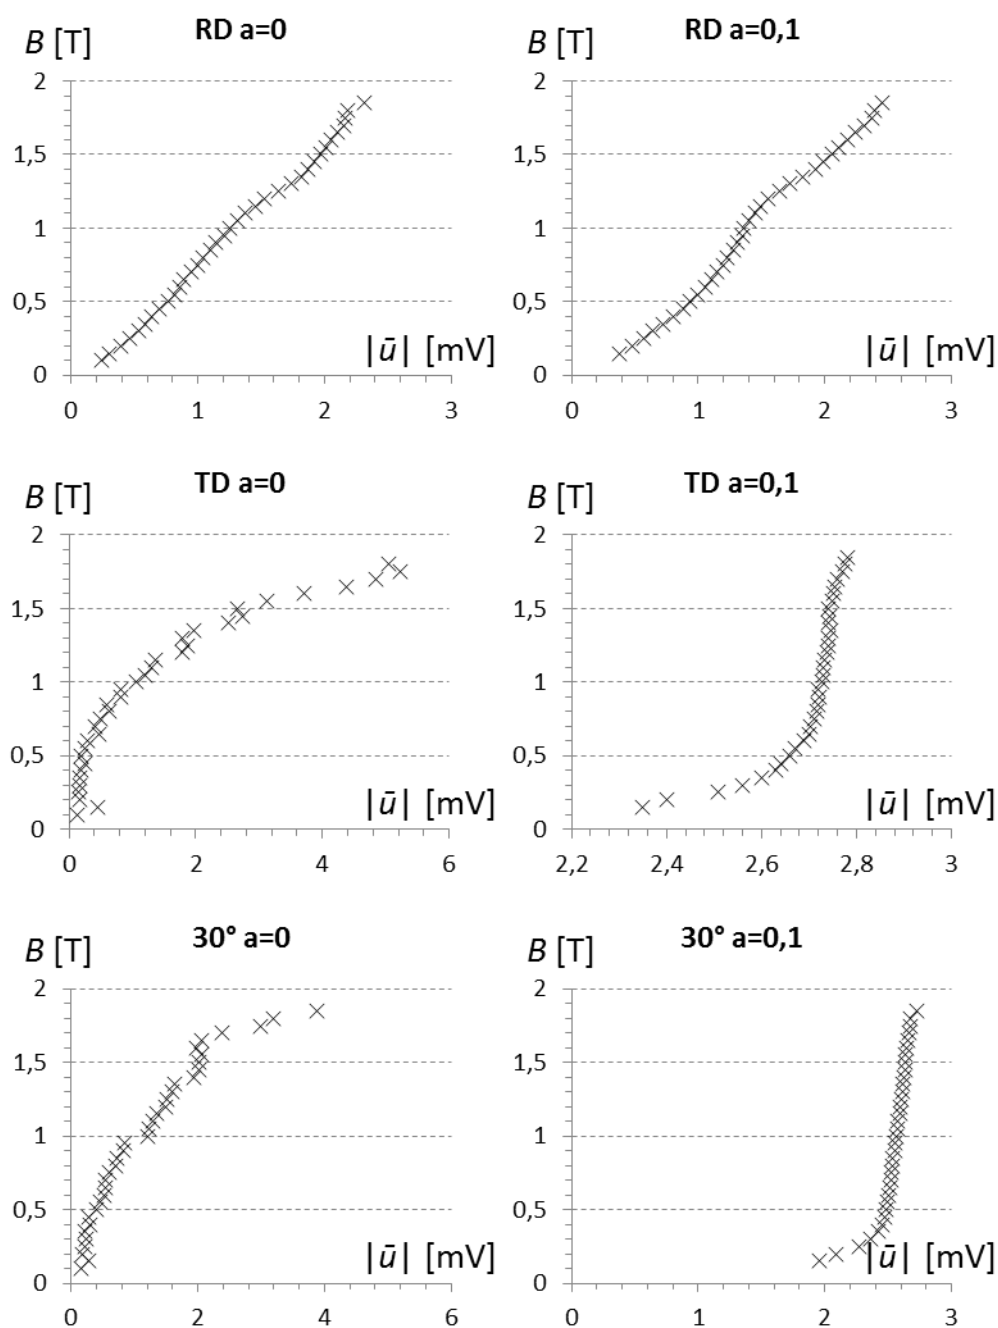 RD a=0
B [T]
2
1,5
1
0,5
0
|ū| [mV]
0 1 2 3
RD a=0,1
B [T]
2
1,5
1
0,5
0
|ū| [mV]
0 1 2 3
TD a=0
B [T]
2
1,5
1
0,5
0
|ū| [mV]
0 2 4 6
TD a=0,1
B [T]
2
1,5
1
0,5
0
|ū| [mV]
2,2 2,4 2,6 2,8 3
30° a=0
B [T]
2
1,5
1
0,5
0
|ū| [mV]
0 2 4 6
30° a=0,1
B [T]
2
1,5
1
0,5
0
|ū| [mV]
0 1 2 3